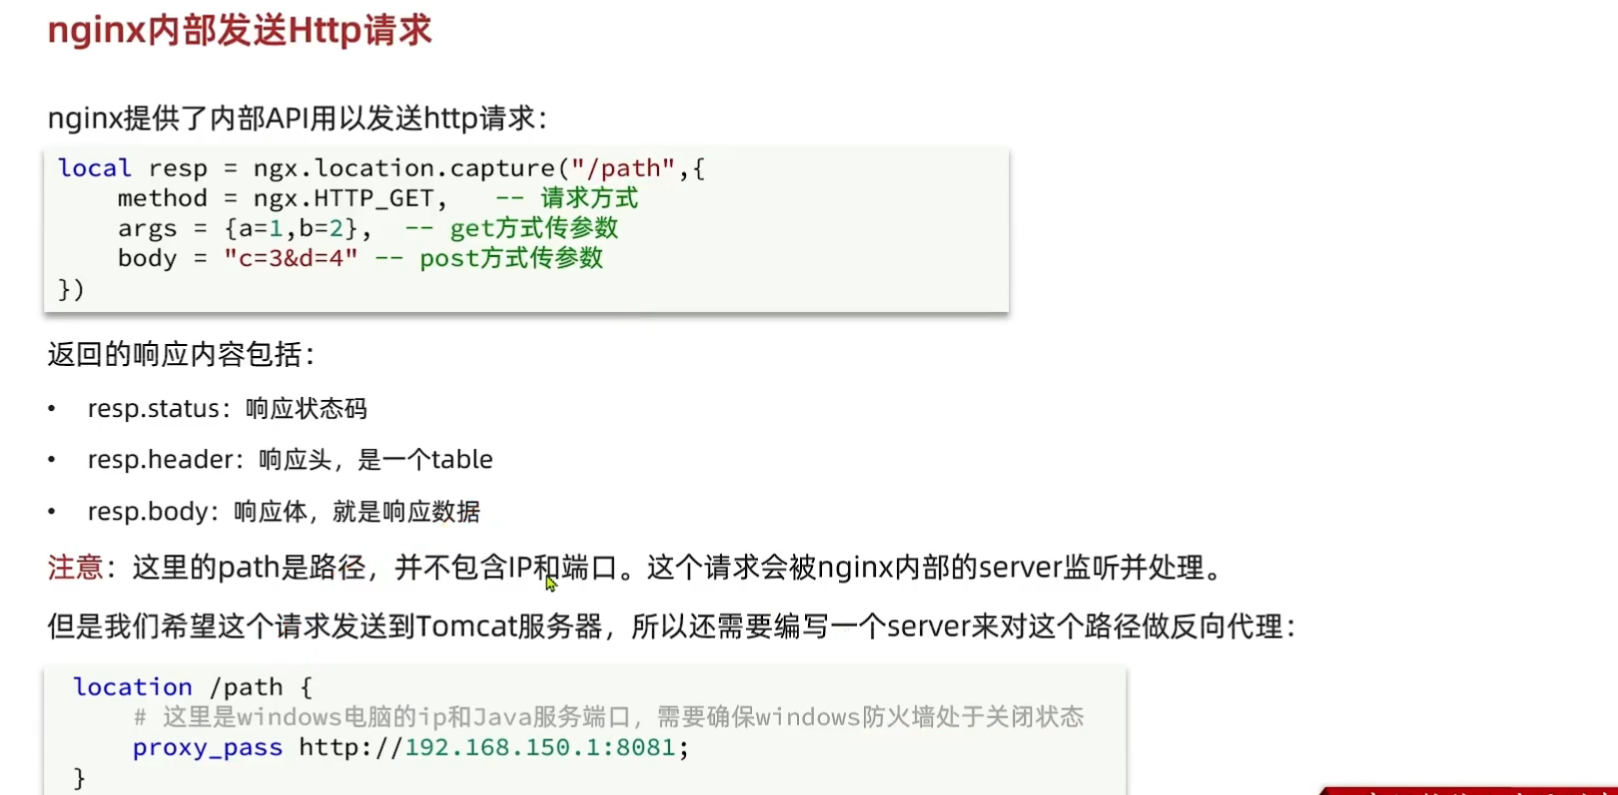 nginx内部发送Http请求
nginx提供了内部API用以发送http请求：
local resp = ngx.location.capture("/path",{
    method = ngx.HTTP_GET,   -- 请求方式
    args = {a=1,b=2},  -- get方式传参数
    body = "c=3&d=4" -- post方式传参数
})
返回的响应内容包括：
• resp.status：响应状态码
• resp.header：响应头，是一个table
• resp.body：响应体，就是响应数据
注意：这里的path是路径，并不包含IP和端口。这个请求会被nginx内部的server监听并处理。
但是我们希望这个请求发送到Tomcat服务器，所以还需要编写一个server来对这个路径做反向代理：
location /path {
    # 这里是windows电脑的ip和Java服务端口，需要确保windows防火墙处于关闭状态
    proxy_pass http://192.168.150.1:8081;
}